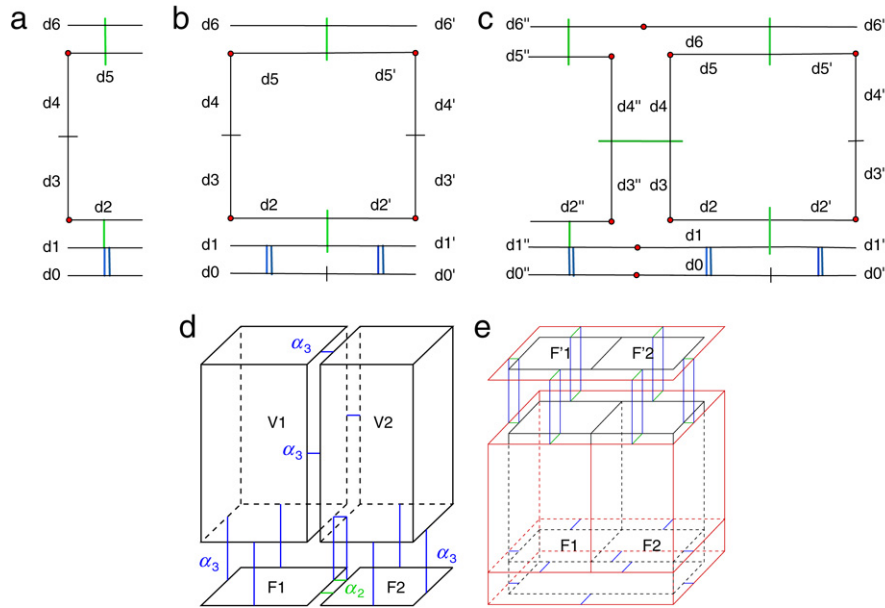 a
d6
d5
d4
d3
d2
d1
d0
b
d6
d6'
d5
d5'
d4
d4'
d3
d3'
d2
d2'
d1
d1'
d0
d0'
c
d6"
d6'
d6
d5"
d5
d5'
d4"
d4
d4'
d3"
d3
d3'
d2"
d2
d2'
d1
d1"
d1'
d0
d0"
d0'
d
α3
V1
V2
α3
α3
α3
F1
α2
F2
e
F'1
F'2
F1
F2